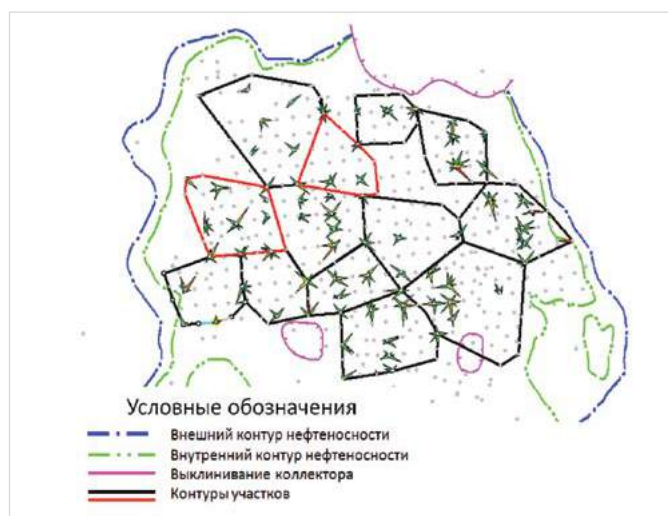 Условные обозначения
Внешний контур нефтеносности
Внутренний контур нефтеносности
Выклинивание коллектора
Контуры участков